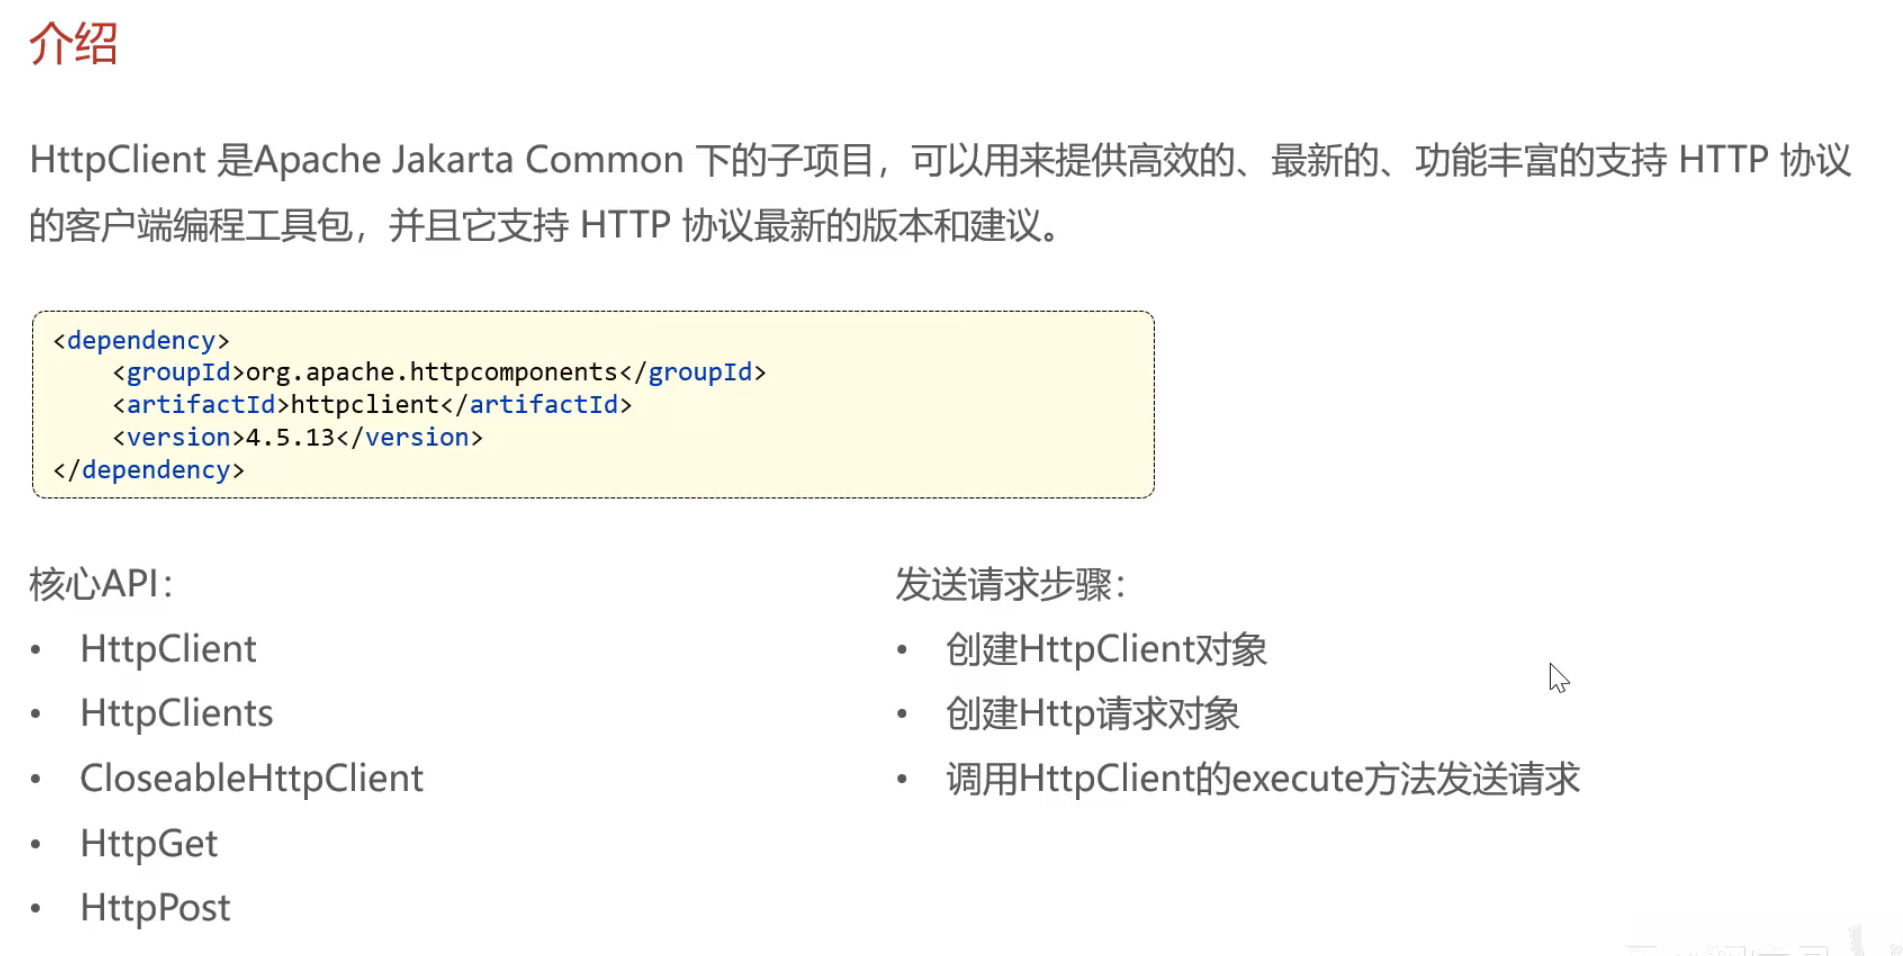 介绍
HttpClient 是Apache Jakarta Common 下的子项目，可以用来提供高效的、最新的、功能丰富的支持 HTTP 协议
的客户端编程工具包，并且它支持 HTTP 协议最新的版本和建议。
<dependency>
    <groupId>org.apache.httpcomponents</groupId>
    <artifactId>httpclient</artifactId>
    <version>4.5.13</version>
</dependency>
核心API：
• HttpClient
• HttpClients
• CloseableHttpClient
• HttpGet
• HttpPost
发送请求步骤：
• 创建HttpClient对象
• 创建Http请求对象
• 调用HttpClient的execute方法发送请求